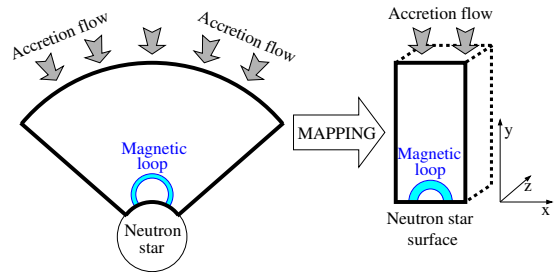 Accretion flow
Accretion flow
Magnetic
loop
Neutron
star
MAPPING
Accretion flow
Magnetic
loop
Neutron star
surface
y
z
x